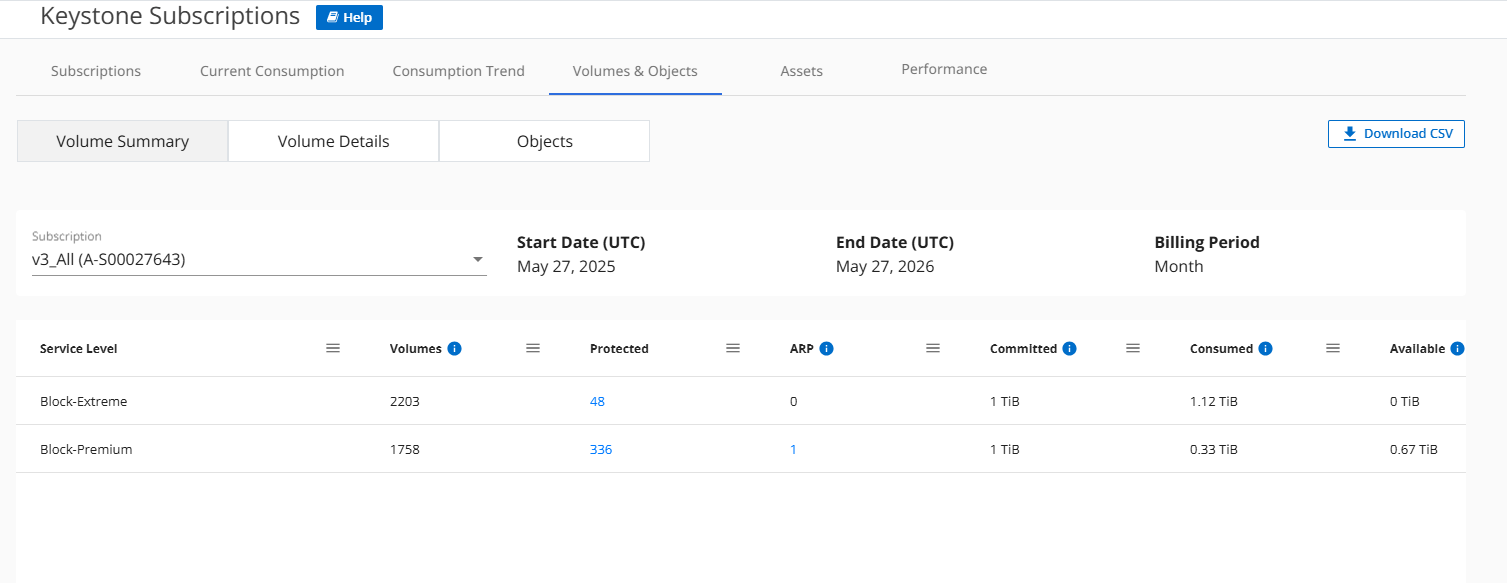 Keystone Subscriptions Help
Subscriptions Current Consumption Consumption Trend Volumes & Objects Assets Performance
Volume Summary Volume Details Objects Download CSV
Subscription
v3_All (A-S00027643)
Start Date (UTC)
May 27, 2025
End Date (UTC)
May 27, 2026
Billing Period
Month
Service Level Volumes Protected ARP Committed Consumed Available
Block-Extreme 2203 48 0 1 TiB 1.12 TiB 0 TiB
Block-Premium 1758 336 1 1 TiB 0.33 TiB 0.67 TiB